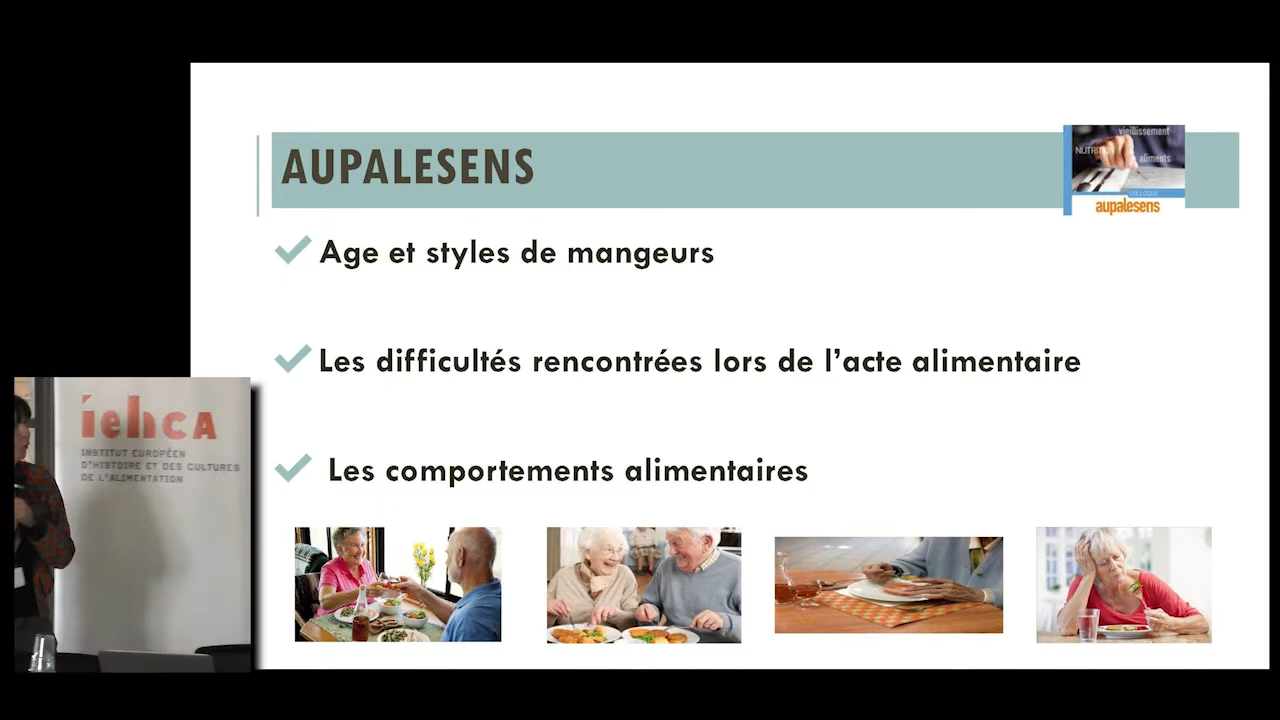 AUPALESENS
vieillissement
aliments
COLLOQUE
aupalesens
Age et styles de mangeurs
Les difficultés rencontrées lors de l’acte alimentaire
Les comportements alimentaires
iehcA
INSTITUT EUROPÉEN
D'HISTOIRE ET DES CULTURES
DE L'ALIMENTATION